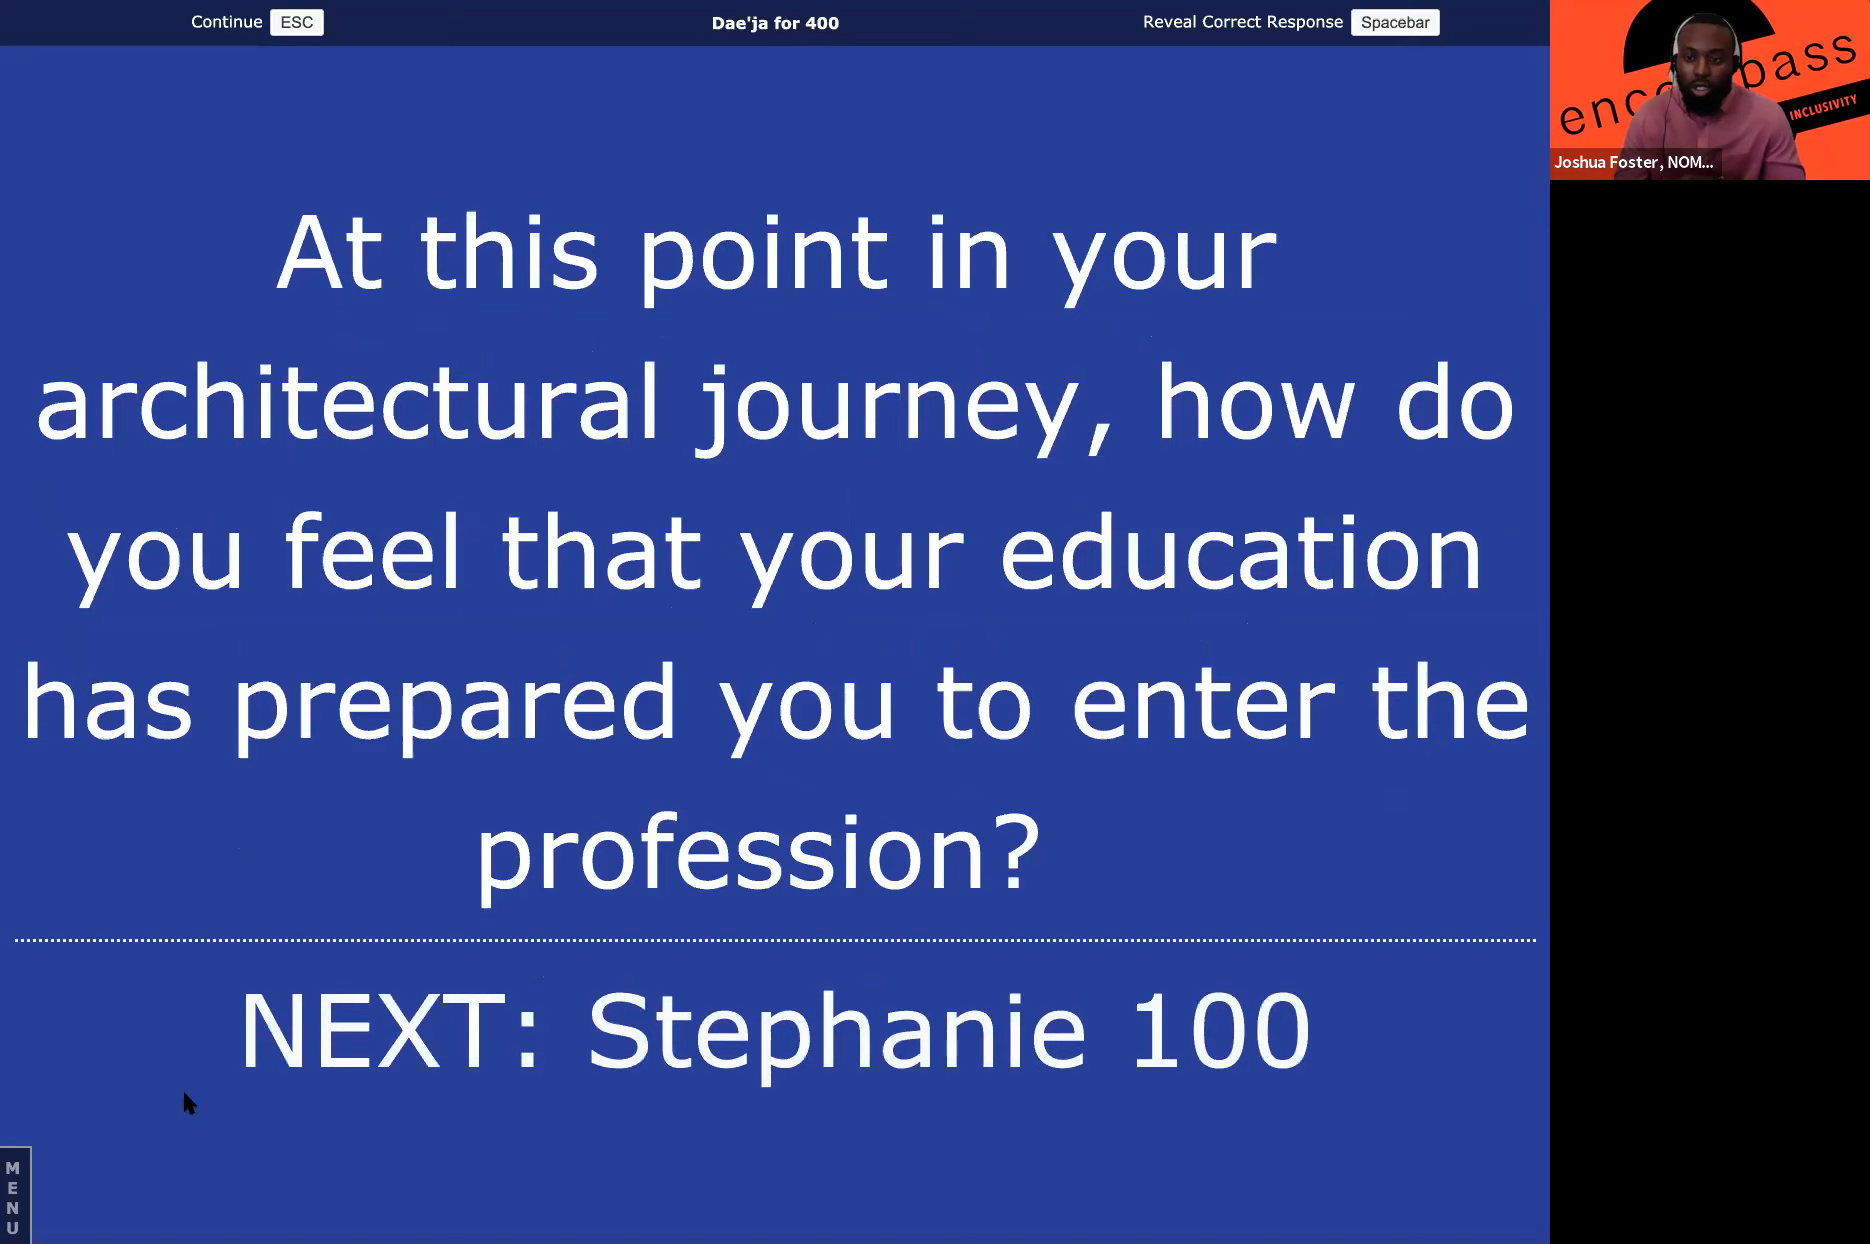 Continue ESC
Dae'ja for 400
Reveal Correct Response Spacebar
At this point in your
architectural journey, how do
you feel that your education
has prepared you to enter the
profession?
NEXT: Stephanie 100
MENU
bass
INCLUSIVITY
Joshua Foster, NOM...